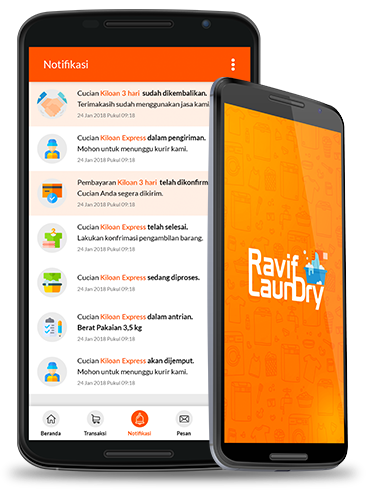 Notifikasi
Cucian Kiloan 3 hari sudah dikembalikan.
Terimakasih sudah menggunakan jasa kami
24 Jan 2018 Pukul 09:18
Cucian Kiloan Express dalam pengiriman.
Mohon untuk menunggu kurir kami.
24 Jan 2018 Pukul 09:18
Pembayaran Kiloan 3 hari telah dikonfirm
Cucian Anda segera dikirim.
24 Jan 2018 Pukul 09:18
Cucian Kiloan Express telah selesai.
Lakukan konfirmasi pengambilan barang.
24 Jan 2018 Pukul 09:18
Cucian Kiloan Express sedang diproses.
24 Jan 2018 Pukul 09:18
Cucian Kiloan Express dalam antrian.
Berat Pakaian 3,5 kg
24 Jan 2018 Pukul 09:18
Cucian Kiloan Express akan dijemput.
Mohon untuk menunggu kurir kami.
24 Jan 2018 Pukul 09:18
Beranda Transaksi Notifikasi Pesan
Ravif
LaunDry